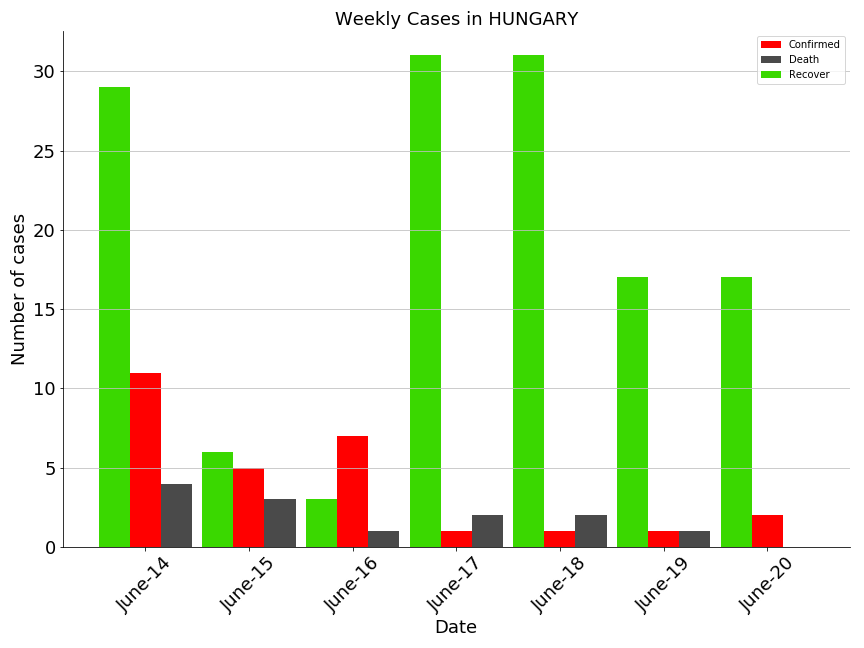 Weekly Cases in HUNGARY
Confirmed
Death
Recover
Number of cases
30
25
20
15
10
5
0
June-14
June-15
June-16
June-17
June-18
June-19
June-20
Date